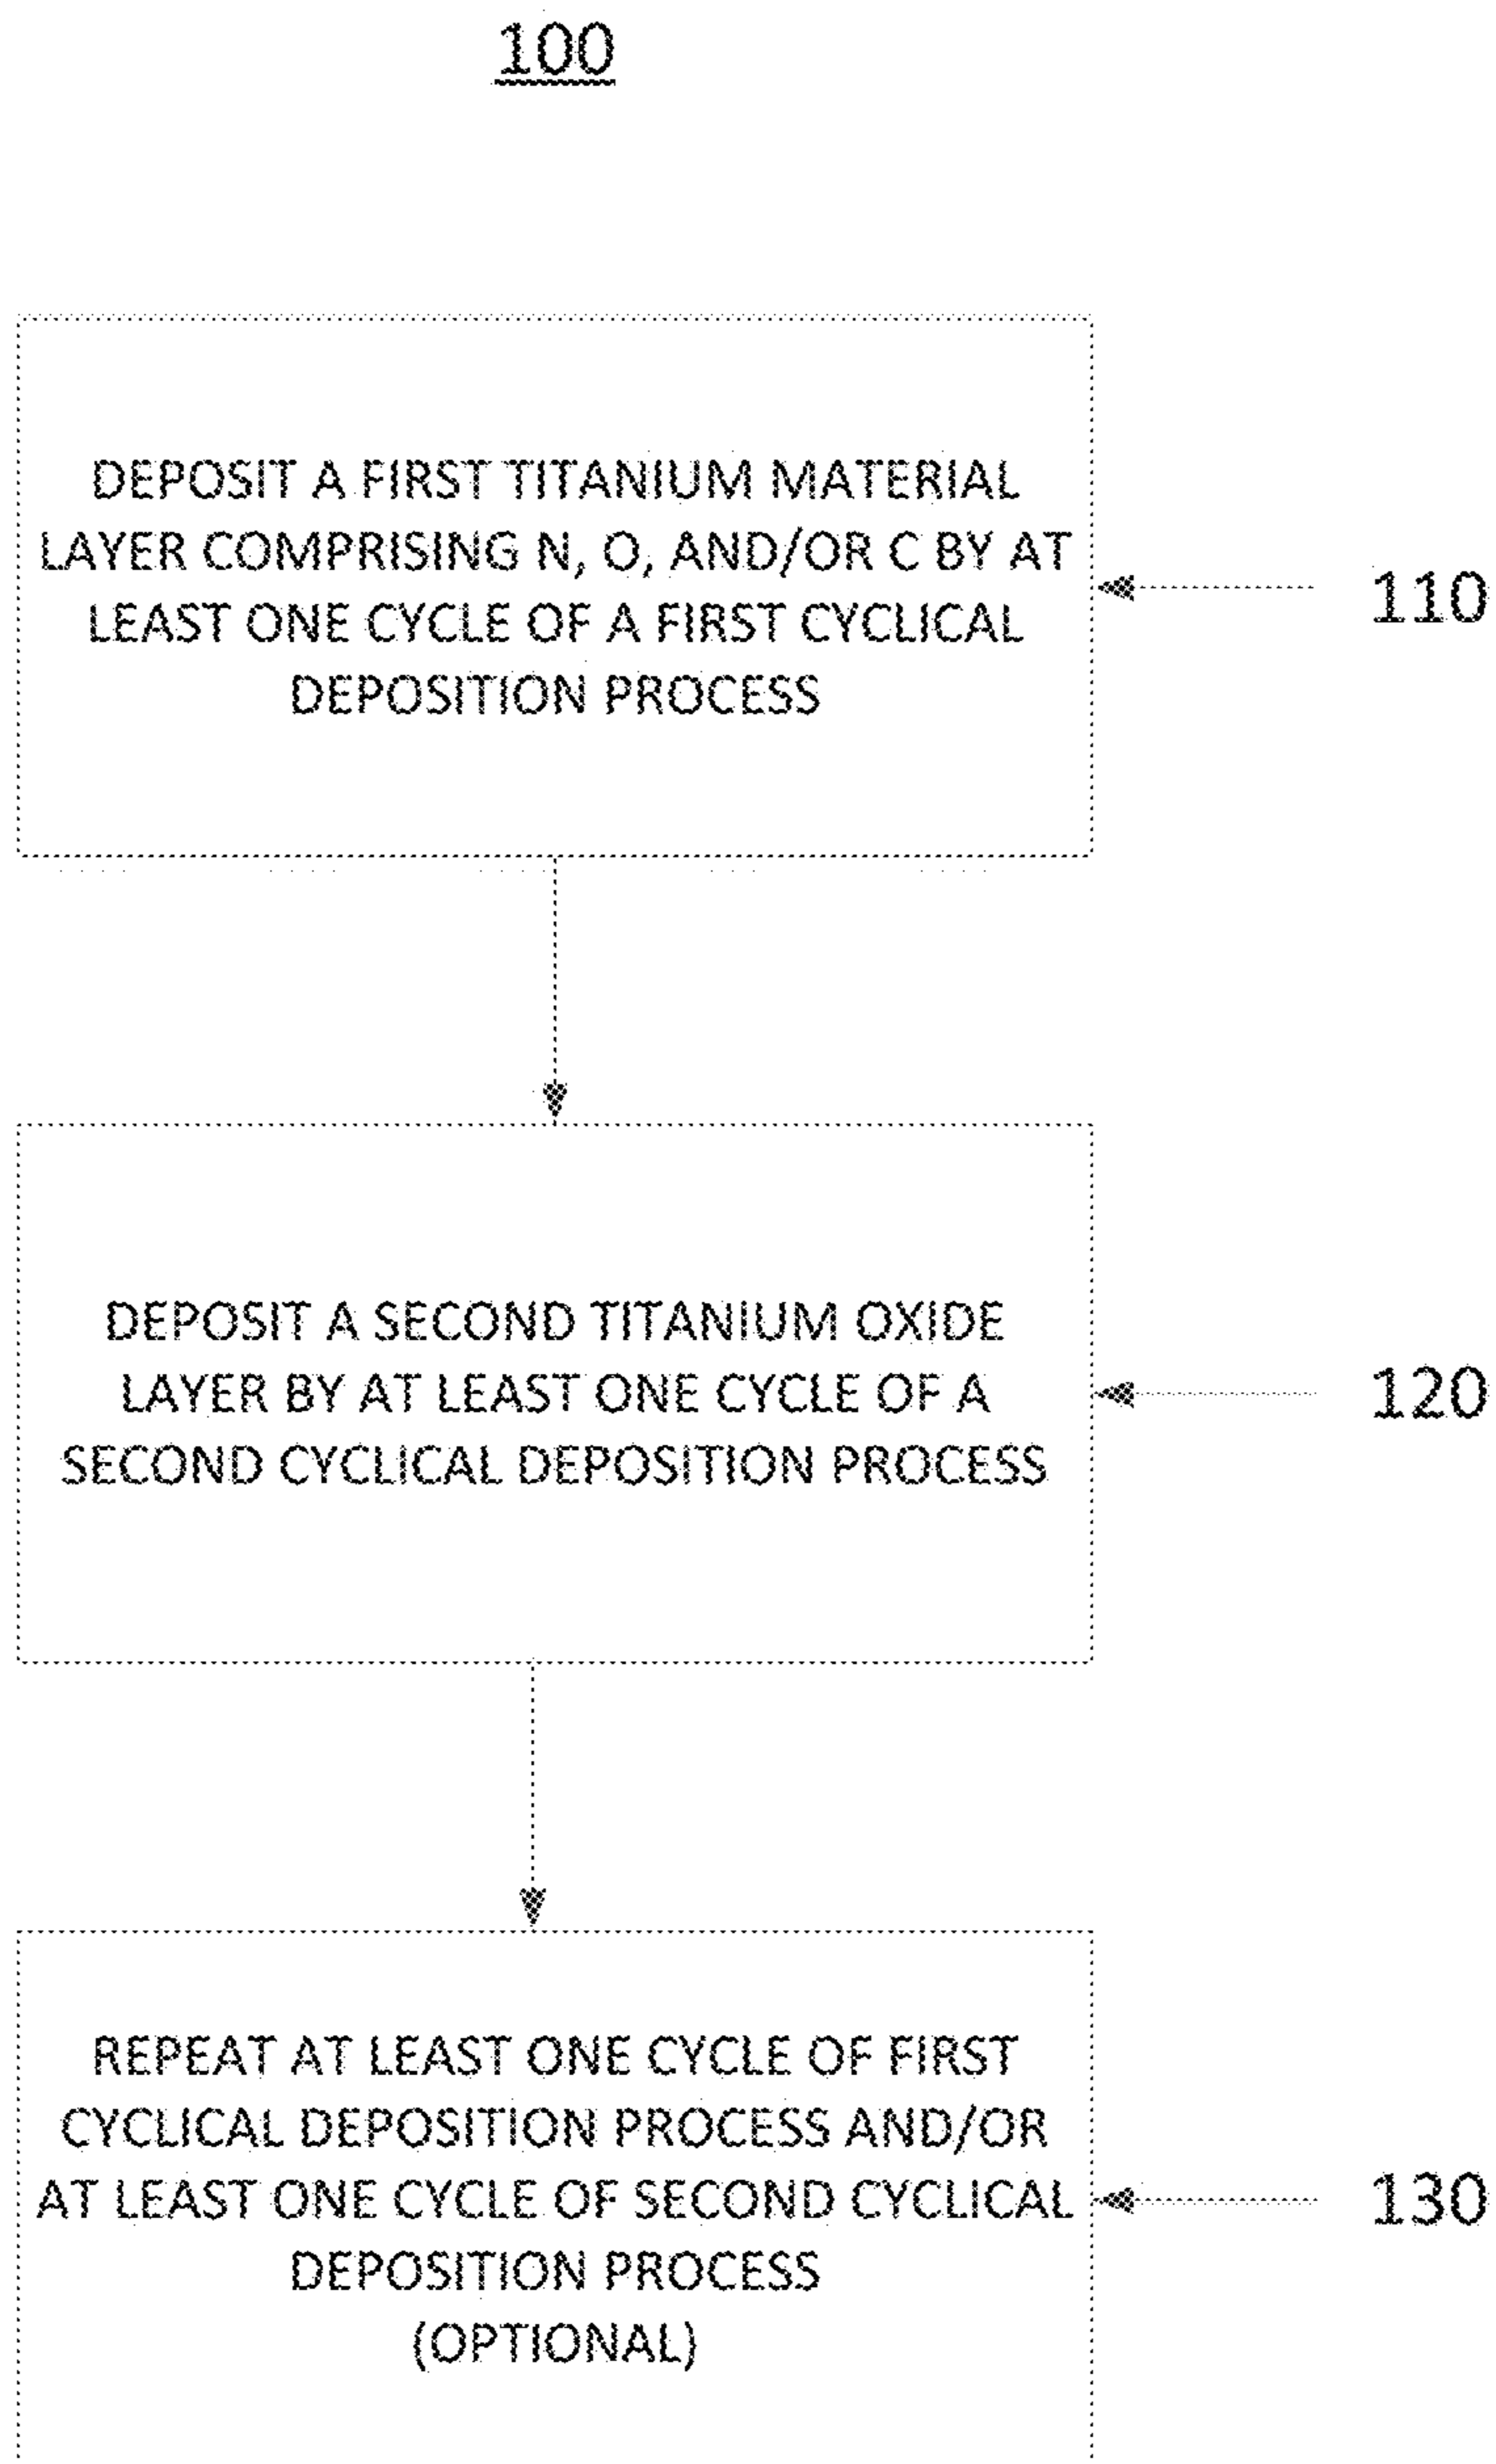 100
DEPOSIT A FIRST TITANIUM MATERIAL
LAYER COMPRISING N, O, AND/OR C BY AT
LEAST ONE CYCLE OF A FIRST CYCLICAL
DEPOSITION PROCESS
110
DEPOSIT A SECOND TITANIUM OXIDE
LAYER BY AT LEAST ONE CYCLE OF A
SECOND CYCLICAL DEPOSITION PROCESS
120
REPEAT AT LEAST ONE CYCLE OF FIRST
CYCLICAL DEPOSITION PROCESS AND/OR
AT LEAST ONE CYCLE OF SECOND CYCLICAL
DEPOSITION PROCESS
(OPTIONAL)
130